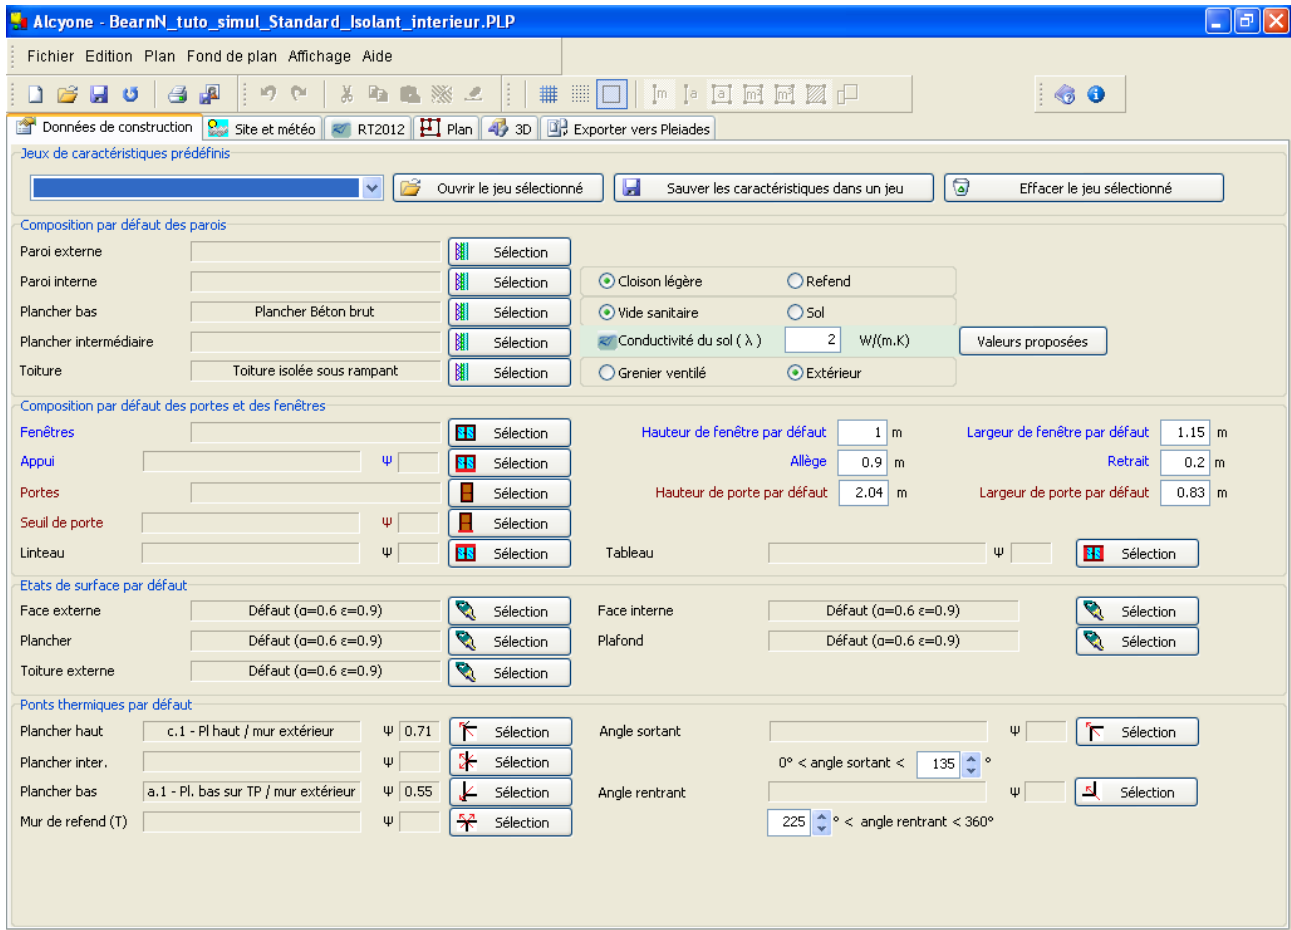 Alcyone - BearnN_tuto_simul_Standard_Isolant_interieur.PLP
Fichier Edition Plan Fond de plan Affichage Aide
Données de construction Site et météo RT2012 Plan 3D Exporter vers Pleiades
Jeux de caractéristiques prédéfinis
Ouvrir le jeu sélectionné Sauver les caractéristiques dans un jeu Effacer le jeu sélectionné
Composition par défaut des parois
Paroi externe Sélection
Paroi interne Sélection Cloison légère Refend
Plancher bas Plancher Béton brut Sélection Vide sanitaire Sol
Plancher intermédiaire Sélection Conductivité du sol ( λ ) 2 W/(m.K) Valeurs proposées
Toiture Toiture isolée sous rampant Sélection Grenier ventilé Extérieur
Composition par défaut des portes et des fenêtres
Fenêtres Sélection Hauteur de fenêtre par défaut 1 m Largeur de fenêtre par défaut 1.15 m
Appui Ψ Sélection Allège 0.9 m Retrait 0.2 m
Portes Sélection Hauteur de porte par défaut 2.04 m Largeur de porte par défaut 0.83 m
Seuil de porte Ψ Sélection
Linteau Ψ Sélection Tableau Ψ Sélection
Etats de surface par défaut
Face externe Défaut (α=0.6 ε=0.9) Sélection Face interne Défaut (α=0.6 ε=0.9) Sélection
Plancher Défaut (α=0.6 ε=0.9) Sélection Plafond Défaut (α=0.6 ε=0.9) Sélection
Toiture externe Défaut (α=0.6 ε=0.9) Sélection
Ponts thermiques par défaut
Plancher haut c.1 - Pl haut / mur extérieur Ψ 0.71 Sélection Angle sortant Ψ Sélection
Plancher inter. Ψ Sélection 0° < angle sortant < 135 °
Plancher bas a.1 - Pl. bas sur TP / mur extérieur Ψ 0.55 Sélection Angle rentrant Ψ Sélection
Mur de refend (T) Ψ Sélection 225 ° < angle rentrant < 360°